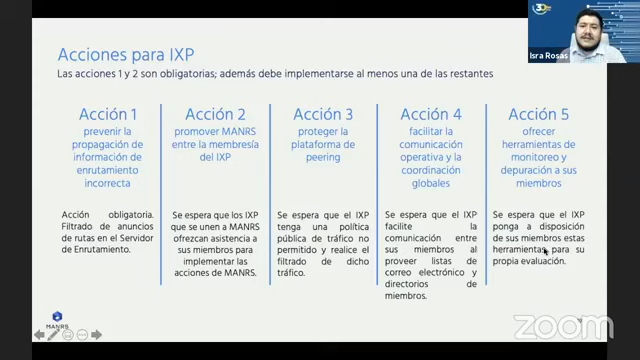 Acciones para IXP
Las acciones 1 y 2 son obligatorias; además debe implementarse al menos una de las restantes
Acción 1
prevenir la
propagación de
información de
enrutamiento
incorrecta
Acción obligatoria.
Filtrado de anuncios
de rutas en el Servidor
de Enrutamiento.
Acción 2
promover MANRS
entre la membresía
del IXP
Se espera que los IXP
que se unen a MANRS
ofrezcan asistencia a
sus miembros para
implementar las
acciones de MANRS.
Acción 3
proteger la
plataforma de
peering
Se espera que el IXP
tenga una política
pública de tráfico no
permitido y realice el
filtrado de dicho
tráfico.
Acción 4
facilitar la
comunicación
operativa y la
coordinación
globales
Se espera que el IXP
facilite la
comunicación entre
sus miembros al
proveer listas de
correo electrónico y
directorios de
miembros.
Acción 5
ofrecer
herramientas de
monitoreo y
depuración a sus
miembros
Se espera que el IXP
ponga a disposición
de sus miembros estas
herramientas para su
propia evaluación.
Isra Rosas
MANRS
zoom